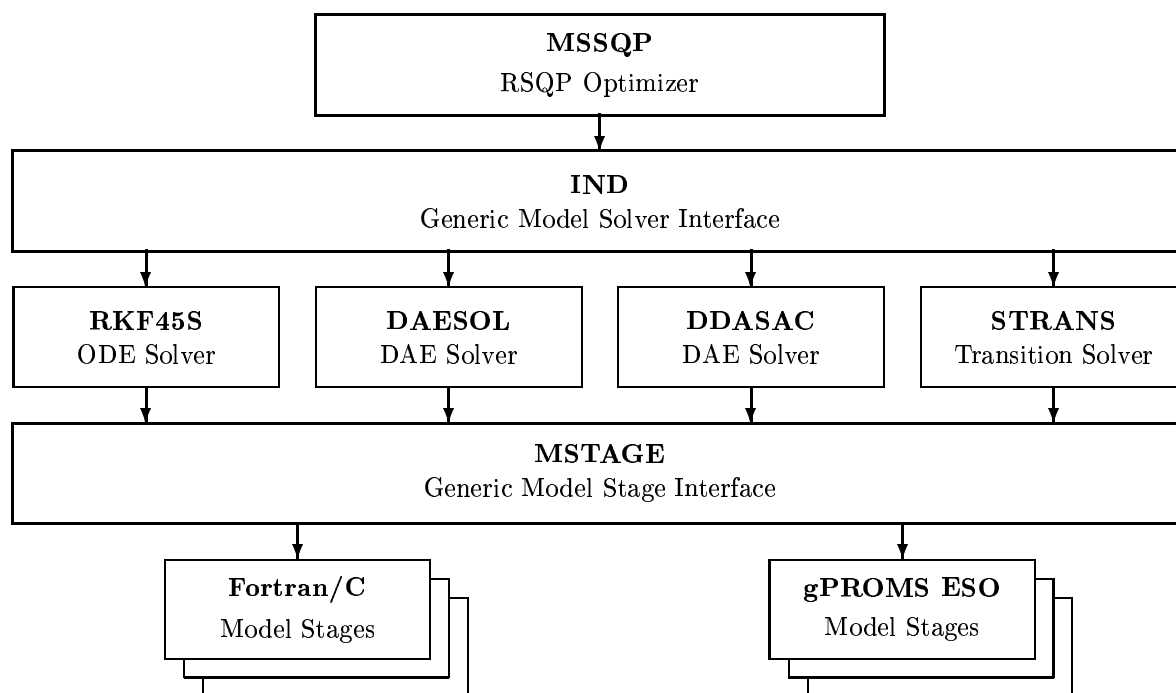 MSSQP
RSQP Optimizer
IND
Generic Model Solver Interface
RKF45S
ODE Solver
DAESOL
DAE Solver
DDASAC
DAE Solver
STRANS
Transition Solver
MSTAGE
Generic Model Stage Interface
Fortran/C
Model Stages
gPROMS ESO
Model Stages